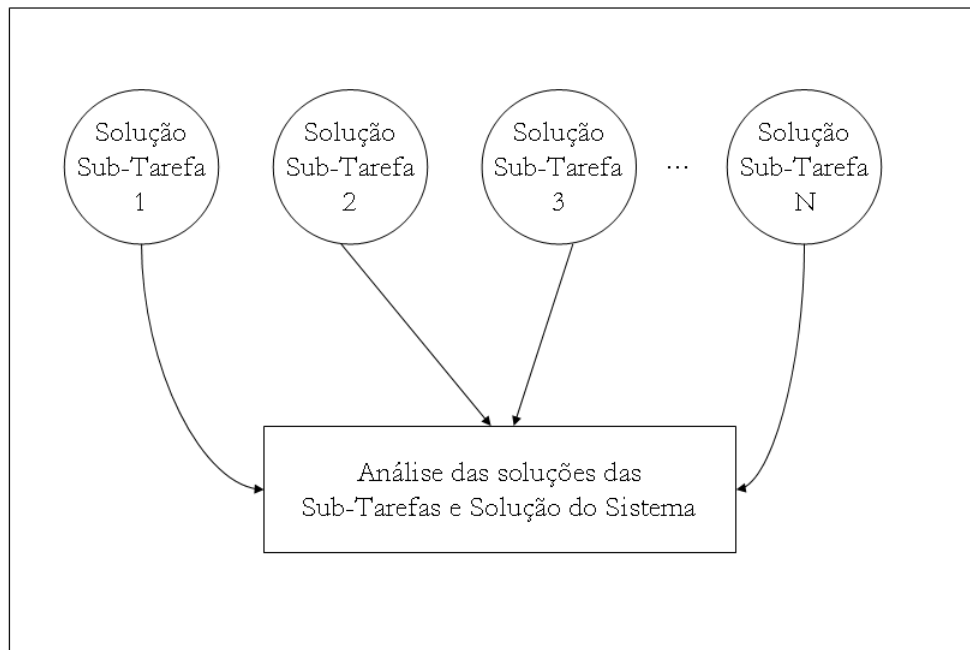 Solução
Sub-Tarefa
1
Solução
Sub-Tarefa
2
Solução
Sub-Tarefa
3
...
Solução
Sub-Tarefa
N
Análise das soluções das
Sub-Tarefas e Solução do Sistema